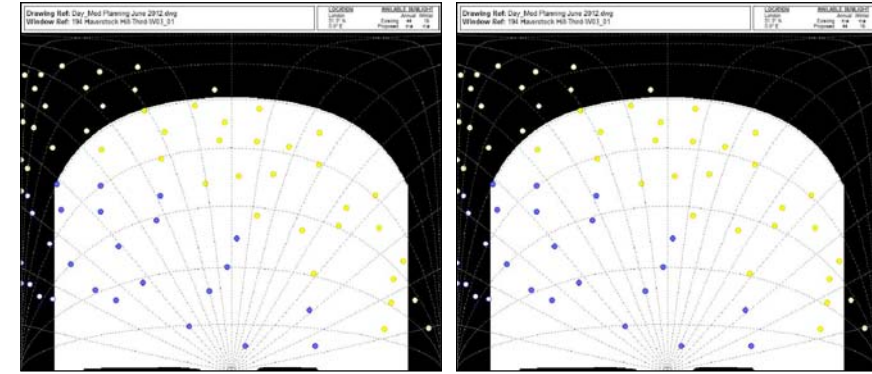 Drawing Ref: Day_Mod Planning June 2012.dwg
Window Ref: 194 Haverstock Hill-Third W03_01
LOCATION
London
AVAILABLE SUNLIGHT
Annual Winter
Existing
Proposed
Drawing Ref: Day_Mod Planning June 2012.dwg
Window Ref: 194 Haverstock Hill-Third W03_01
LOCATION
London
AVAILABLE SUNLIGHT
Annual Winter
Existing
Proposed